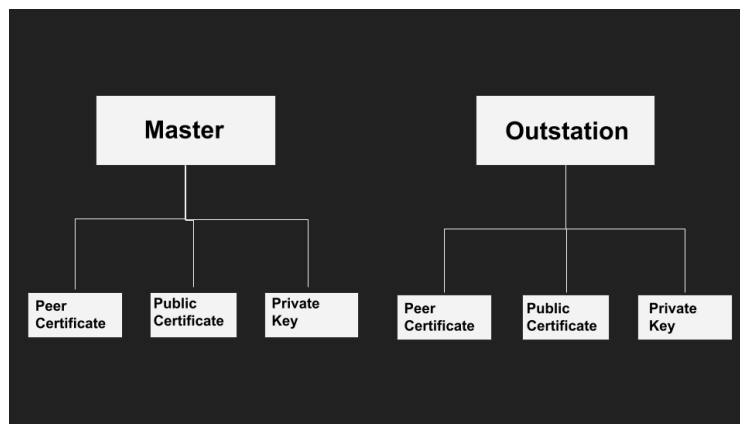 Master
Outstation
Peer
Certificate
Public
Certificate
Private
Key
Peer
Certificate
Public
Certificate
Private
Key